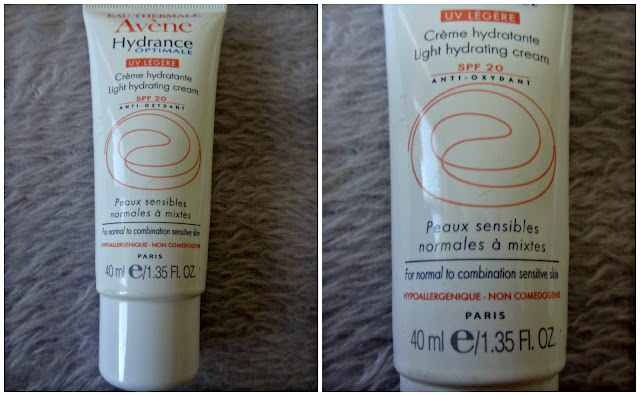 EAU THERMALE
Avène
Hydrance
OPTIMALE
UV LÉGÈRE
Crème hydratante
Light hydrating cream
SPF 20
ANTI-OXYDANT
Peaux sensibles
normales à mixtes
For normal to combination sensitive skin
HYPOALLERGENIQUE - NON COMEDOGENE
PARIS
40 ml e/1.35 FL. OZ.
UV LÉGÈRE
Crème hydratante
Light hydrating cream
SPF 20
ANTI-OXYDANT
Peaux sensibles
normales à mixtes
For normal to combination sensitive skin
HYPOALLERGENIQUE - NON COMEDOGENE
PARIS
40 ml e/1.35 FL. OZ.